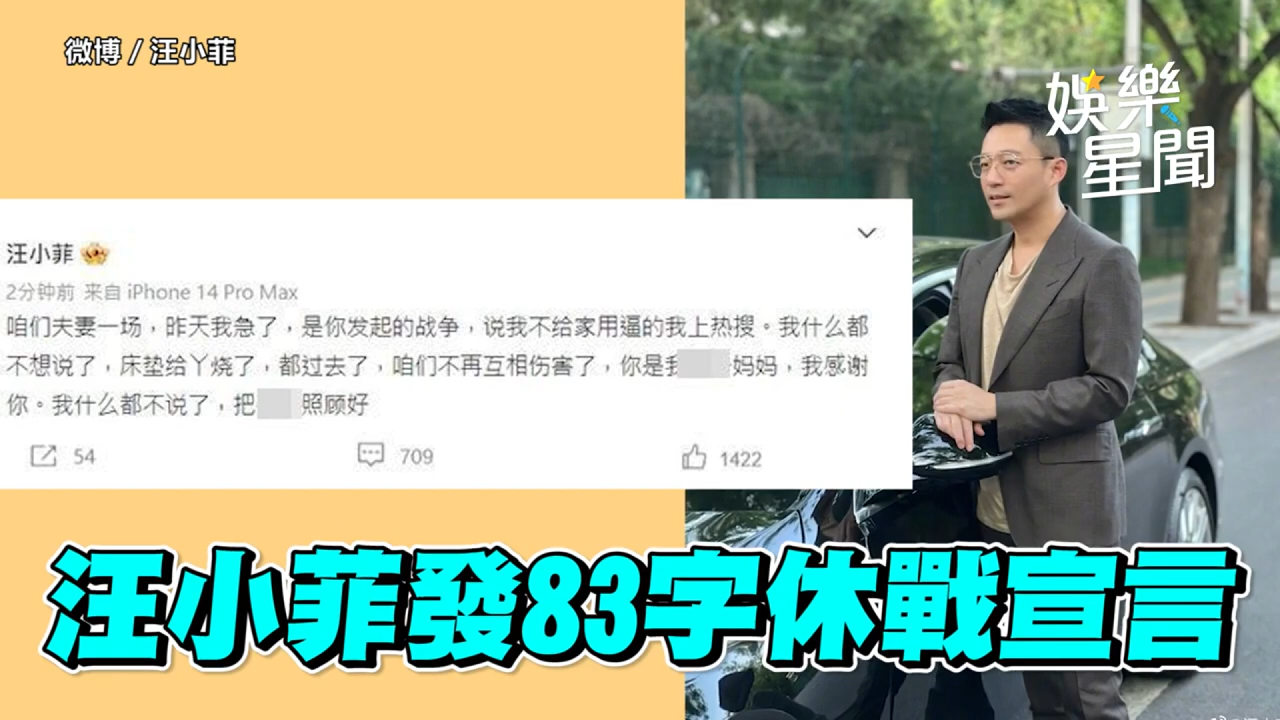 微博 / 汪小菲
娛樂
星聞
汪小菲
2分钟前 来自 iPhone 14 Pro Max
咱们夫妻一场，昨天我急了，是你发起的战争，说我不给家用逼的我上热搜。我什么都
不想说了，床垫给丫烧了，都过去了，咱们不再互相伤害了，你是我 妈妈，我感谢
你。我什么都不说了，把 照顾好
54
709
1422
汪小菲發83字休戰宣言